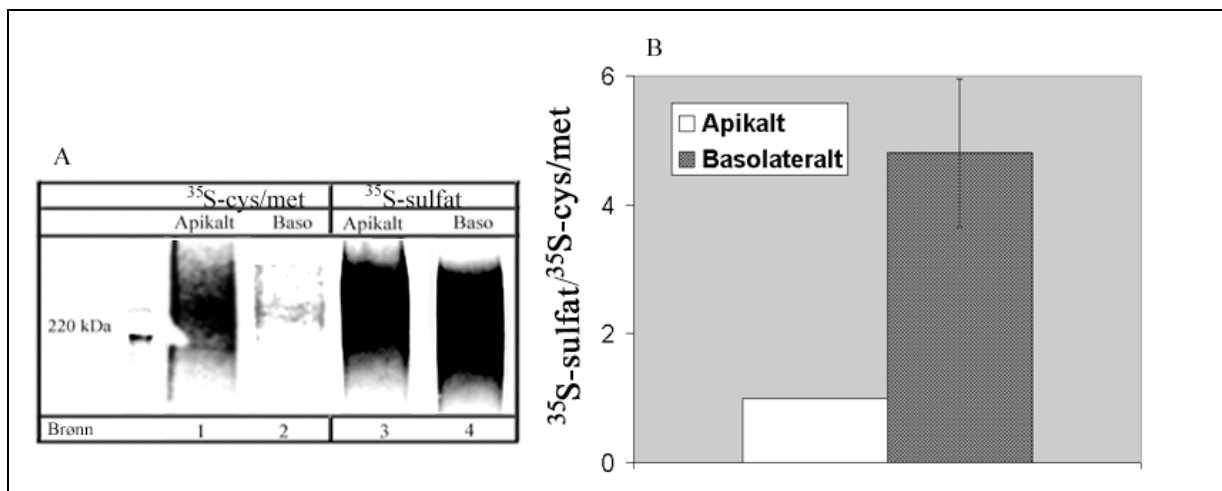 A
³⁵S-cys/met ³⁵S-sulfat
Apikalt Baso Apikalt Baso
220 kDa
Brønn 1 2 3 4
B
³⁵S-sulfat/³⁵S-cys/met
6
4
2
0
Apikalt
Basolateralt